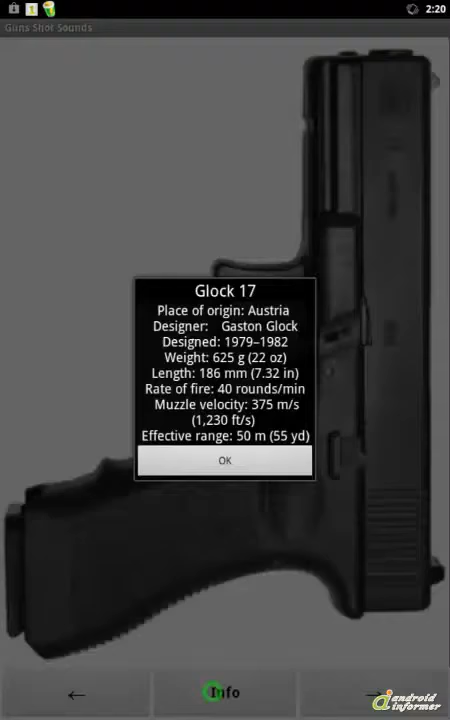 2:20
Guns Shot Sounds
Glock 17
Place of origin: Austria
Designer: Gaston Glock
Designed: 1979–1982
Weight: 625 g (22 oz)
Length: 186 mm (7.32 in)
Rate of fire: 40 rounds/min
Muzzle velocity: 375 m/s
(1,230 ft/s)
Effective range: 50 m (55 yd)
OK
← Info →
android
informer